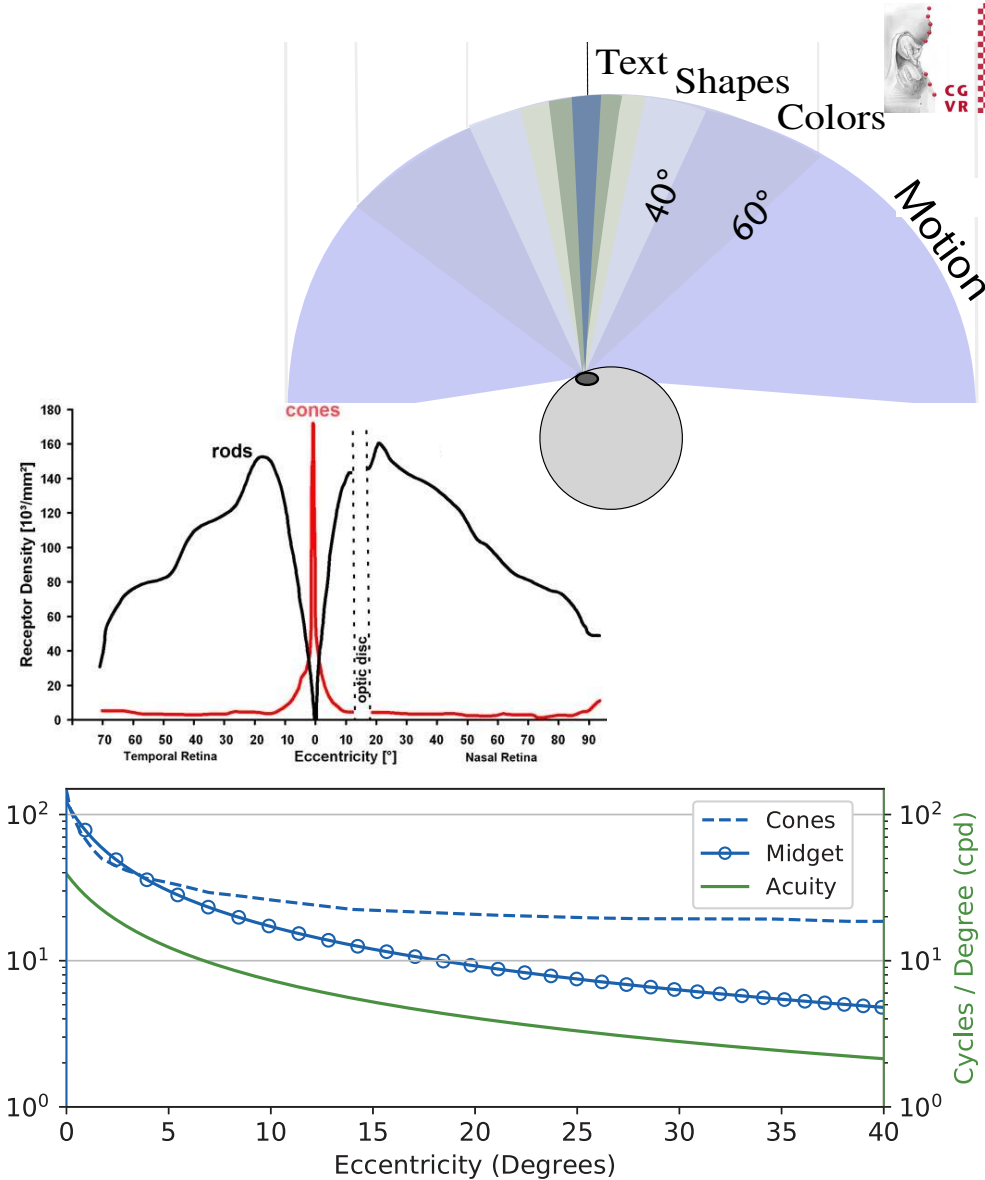 Text
Shapes
Colors
CG
VR
40°
60°
Motion
cones
rods
Receptor Density [10³/mm²]
180
160
140
120
100
80
60
40
20
0
optic disc
70 60 50 40 30 20 10 0 10 20 30 40 50 60 70 80 90
Temporal Retina Eccentricity [°] Nasal Retina
10² 10²
10¹ 10¹
10⁰ 10⁰
Cones
Midget
Acuity
Cycles / Degree (cpd)
0 5 10 15 20 25 30 35 40
Eccentricity (Degrees)